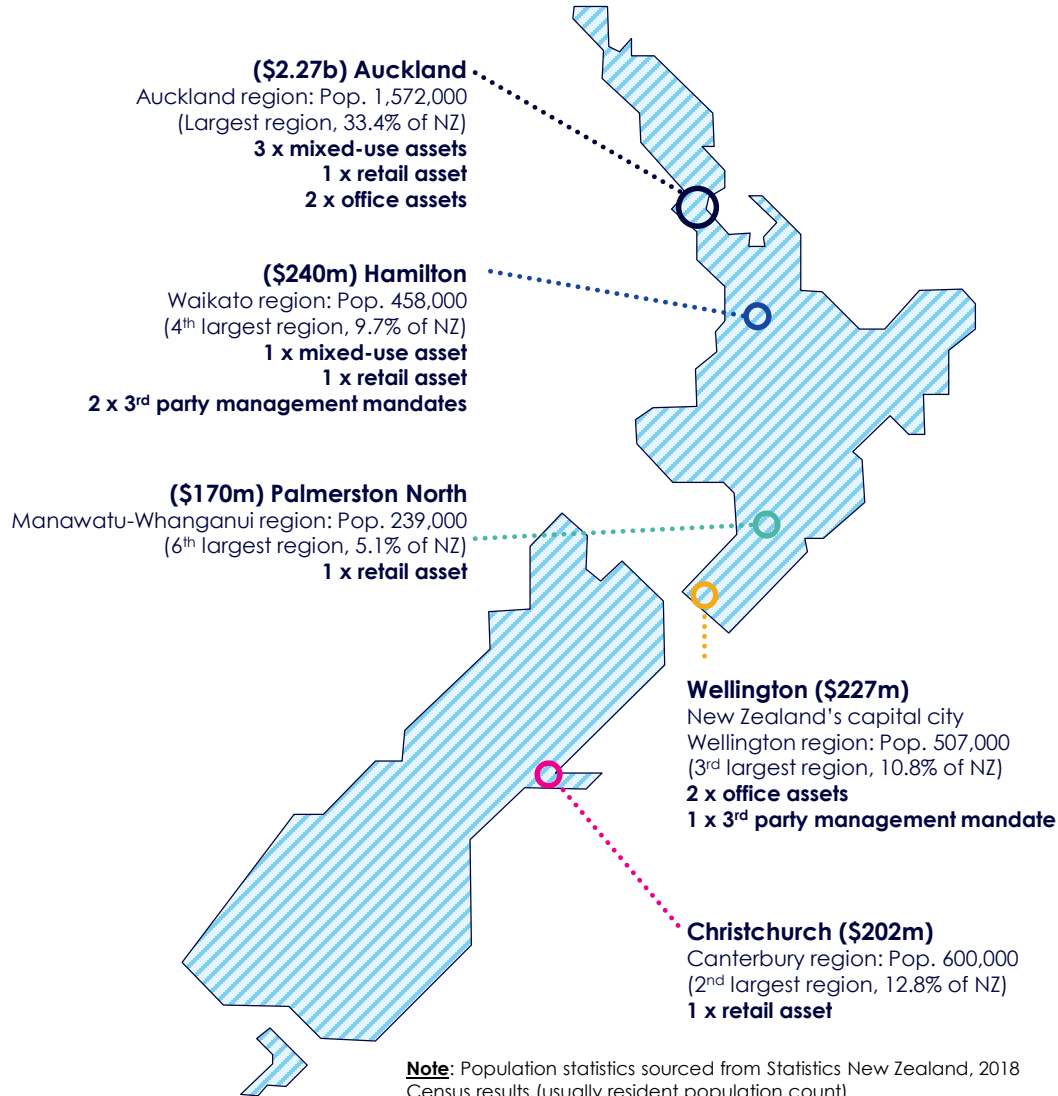 ($2.27b) Auckland
Auckland region: Pop. 1,572,000
(Largest region, 33.4% of NZ)
3 x mixed-use assets
1 x retail asset
2 x office assets
($240m) Hamilton
Waikato region: Pop. 458,000
(4th largest region, 9.7% of NZ)
1 x mixed-use asset
1 x retail asset
2 x 3rd party management mandates
($170m) Palmerston North
Manawatu-Whanganui region: Pop. 239,000
(6th largest region, 5.1% of NZ)
1 x retail asset
Wellington ($227m)
New Zealand’s capital city
Wellington region: Pop. 507,000
(3rd largest region, 10.8% of NZ)
2 x office assets
1 x 3rd party management mandate
Christchurch ($202m)
Canterbury region: Pop. 600,000
(2nd largest region, 12.8% of NZ)
1 x retail asset
Note: Population statistics sourced from Statistics New Zealand, 2018
Census results (usually resident population count)